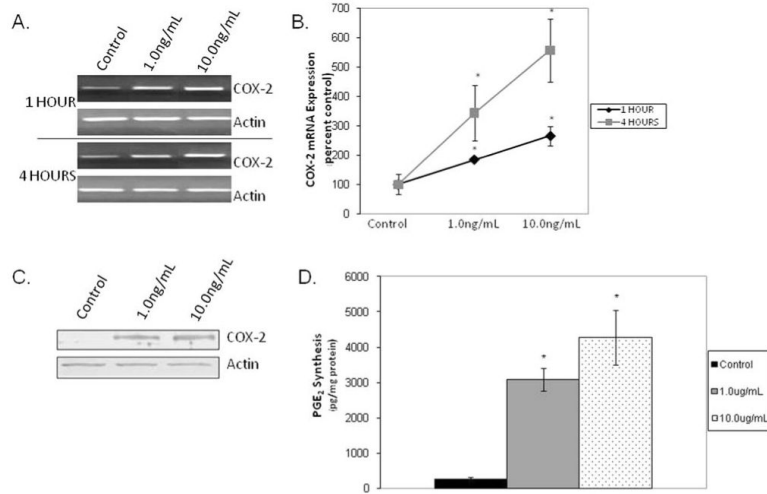 A.
Control
1.0ng/mL
10.0ng/mL
1 HOUR
COX-2
Actin
4 HOURS
COX-2
Actin
B.
COX-2 mRNA Expression
(percent control)
700
600
500
400
300
200
100
0
*
*
*
*
Control
1.0ng/mL
10.0ng/mL
1 HOUR
4 HOURS
C.
Control
1.0ng/mL
10.0ng/mL
COX-2
Actin
D.
PGE2 Synthesis
(pg/mg protein)
6000
5000
4000
3000
2000
1000
0
*
*
Control
1.0ug/mL
10.0ug/mL